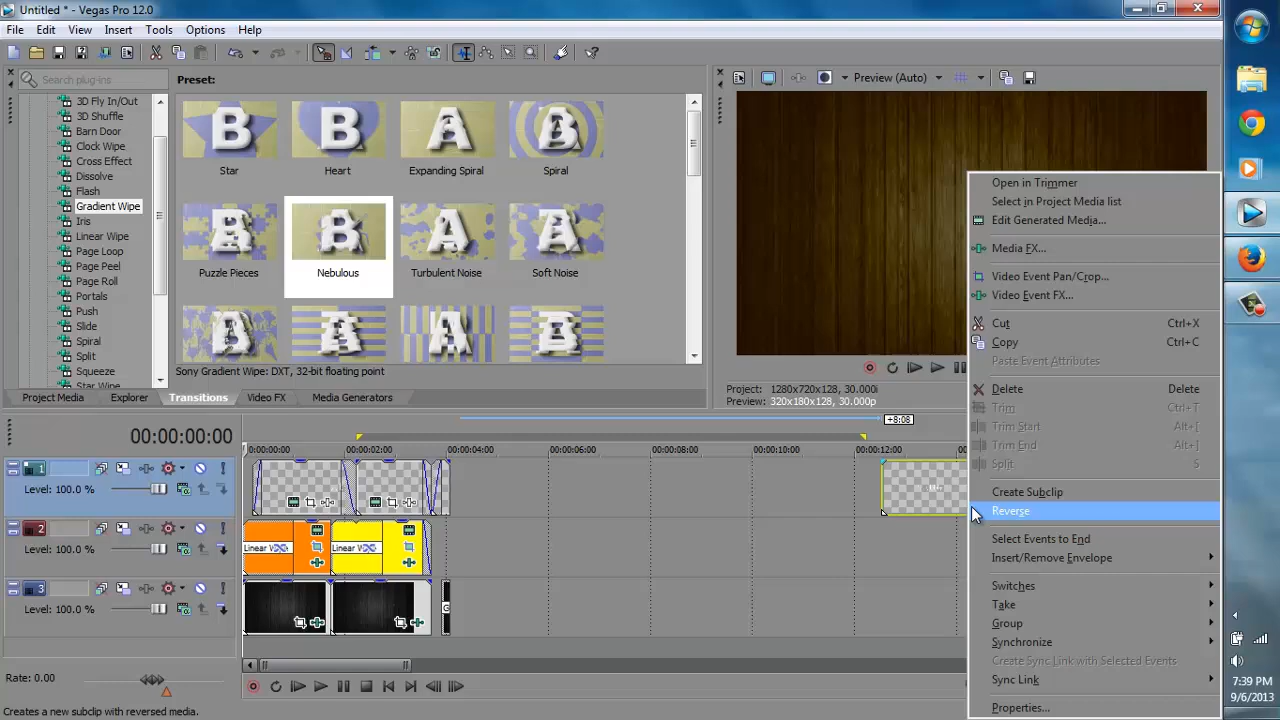 Untitled * - Vegas Pro 12.0
File Edit View Insert Tools Options Help
Search plug-ins
3D Fly In/Out
3D Shuffle
Barn Door
Clock Wipe
Cross Effect
Dissolve
Flash
Gradient Wipe
Iris
Linear Wipe
Page Loop
Page Peel
Page Roll
Portals
Push
Slide
Spiral
Split
Squeeze
Star Wipe
Preset:
B B A B
Star Heart Expanding Spiral Spiral
B B A A
Puzzle Pieces Nebulous Turbulent Noise Soft Noise
A A A B
Sony Gradient Wipe: DXT, 32-bit floating point
Project Media Explorer Transitions Video FX Media Generators
Preview (Auto)
Project: 1280x720x128, 30.000i
Preview: 320x180x128, 30.000p
+8:06
00:00:00:00
00:00:00 00:00:02:00 00:00:04:00 00:00:06:00 00:00:08:00 00:00:10:00 00:00:12:00
1
Level: 100.0 %
2
Level: 100.0 %
Linear W Linear W
3
Level: 100.0 %
G
Rate: 0.00
Creates a new subclip with reversed media.
Open in Trimmer
Select in Project Media list
Edit Generated Media...
Media FX...
Video Event Pan/Crop...
Video Event FX...
Cut Ctrl+X
Copy Ctrl+C
Paste Event Attributes
Delete Delete
Trim Ctrl+T
Trim Start Alt+[
Trim End Alt+]
Split S
Create Subclip
Reverse
Select Events to End
Insert/Remove Envelope
Switches
Take
Group
Synchronize
Create Sync Link with Selected Events
Sync Link
Properties...
7:39 PM
9/6/2013